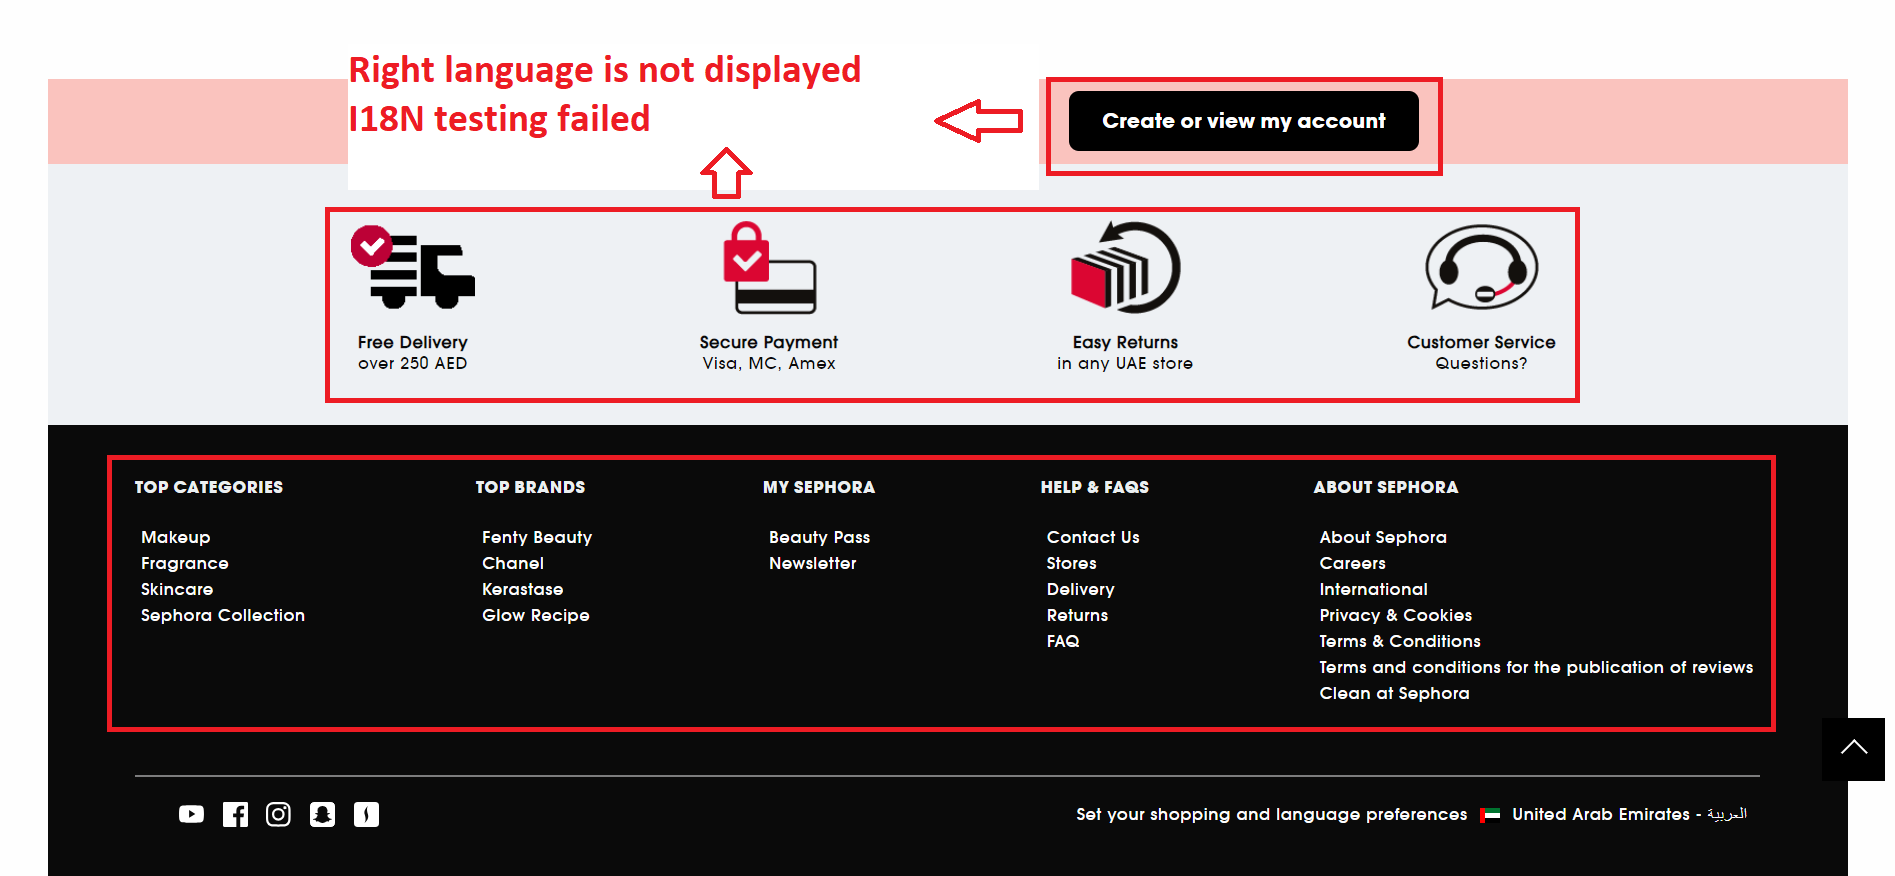 Right language is not displayed
I18N testing failed
Create or view my account
Free Delivery
over 250 AED
Secure Payment
Visa, MC, Amex
Easy Returns
in any UAE store
Customer Service
Questions?
TOP CATEGORIES
Makeup
Fragrance
Skincare
Sephora Collection
TOP BRANDS
Fenty Beauty
Chanel
Kerastase
Glow Recipe
MY SEPHORA
Beauty Pass
Newsletter
HELP & FAQS
Contact Us
Stores
Delivery
Returns
FAQ
ABOUT SEPHORA
About Sephora
Careers
International
Privacy & Cookies
Terms & Conditions
Terms and conditions for the publication of reviews
Clean at Sephora
Set your shopping and language preferences United Arab Emirates - العربية